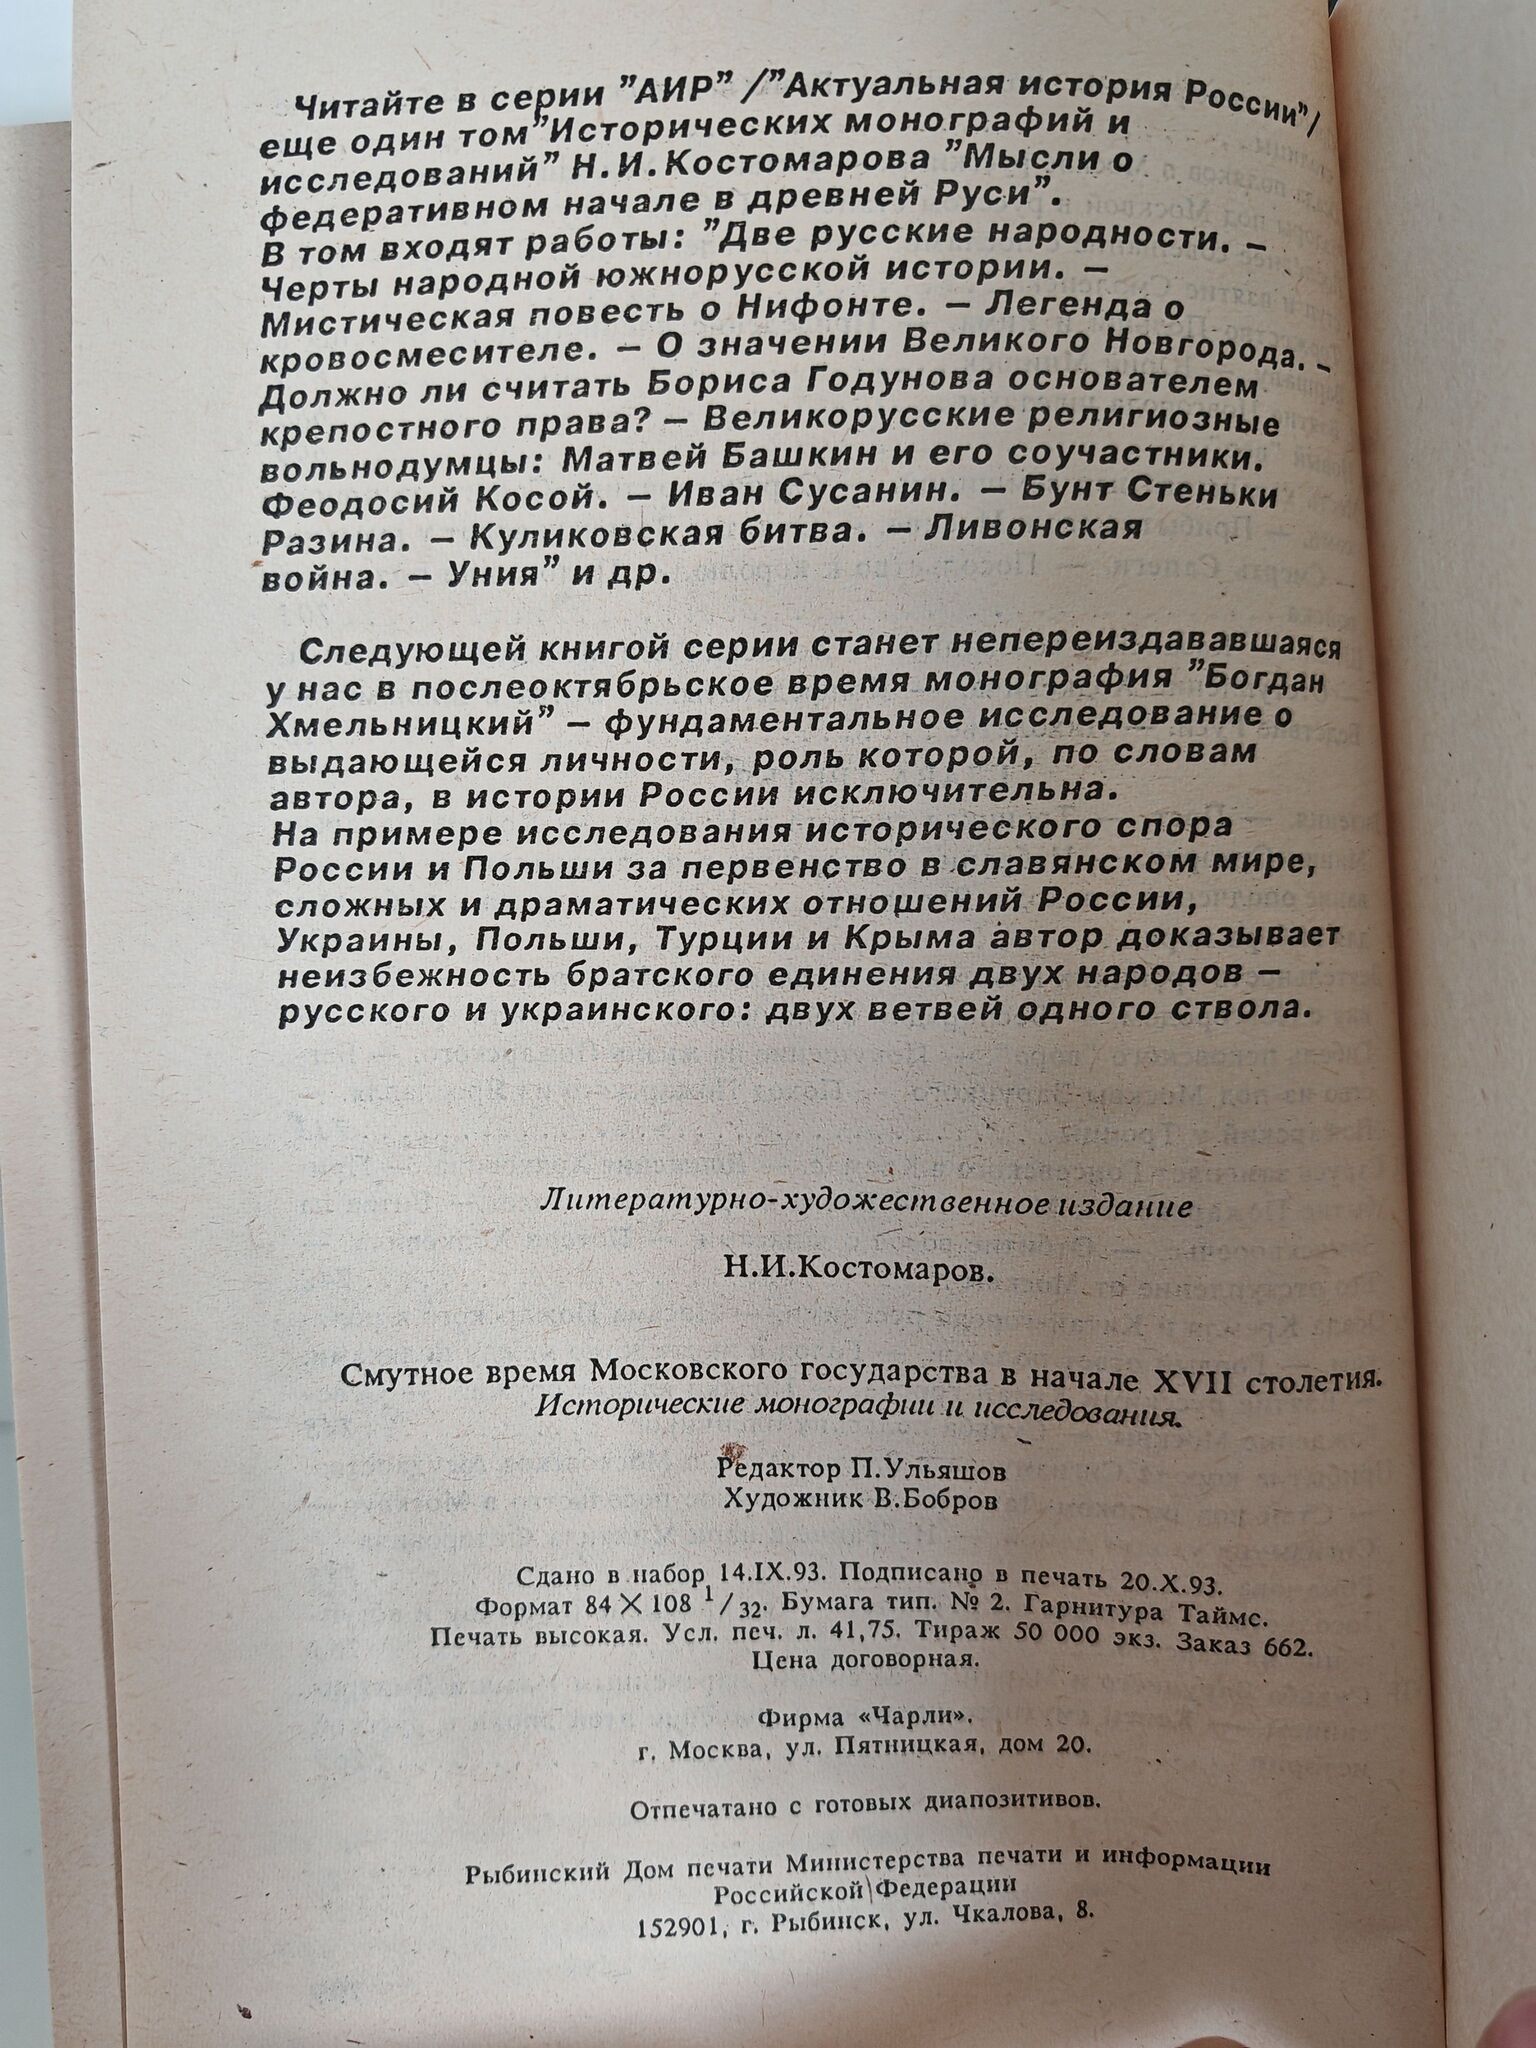 Читайте в серии "АИР" /"Актуальная история России"/
еще один том"Исторических монографий и
исследований" Н.И.Костомарова "Мысли о
федеративном начале в древней Руси".
В том входят работы: "Две русские народности. –
Черты народной южнорусской истории. –
Мистическая повесть о Нифонте. – Легенда о
кровосмесителе. – О значении Великого Новгорода. –
Должно ли считать Бориса Годунова основателем
крепостного права? – Великорусские религиозные
вольнодумцы: Матвей Башкин и его соучастники.
Феодосий Косой. – Иван Сусанин. – Бунт Стеньки
Разина. – Куликовская битва. – Ливонская
война. – Уния" и др.
Следующей книгой серии станет непереиздававшаяся
у нас в послеоктябрьское время монография "Богдан
Хмельницкий" – фундаментальное исследование о
выдающейся личности, роль которой, по словам
автора, в истории России исключительна.
На примере исследования исторического спора
России и Польши за первенство в славянском мире,
сложных и драматических отношений России,
Украины, Польши, Турции и Крыма автор доказывает
неизбежность братского единения двух народов –
русского и украинского: двух ветвей одного ствола.
Литературно-художественное издание
Н.И.Костомаров.
Смутное время Московского государства в начале XVII столетия.
Исторические монографии и исследования.
Редактор П.Ульяшов
Художник В.Бобров
Сдано в набор 14.IX.93. Подписано в печать 20.X.93.
Формат 84 × 108 1/32. Бумага тип. № 2. Гарнитура Таймс.
Печать высокая. Усл. печ. л. 41,75. Тираж 50 000 экз. Заказ 662.
Цена договорная.
Фирма «Чарли».
г. Москва, ул. Пятницкая, дом 20.
Отпечатано с готовых диапозитивов.
Рыбинский Дом печати Министерства печати и информации
Российской Федерации
152901, г. Рыбинск, ул. Чкалова, 8.